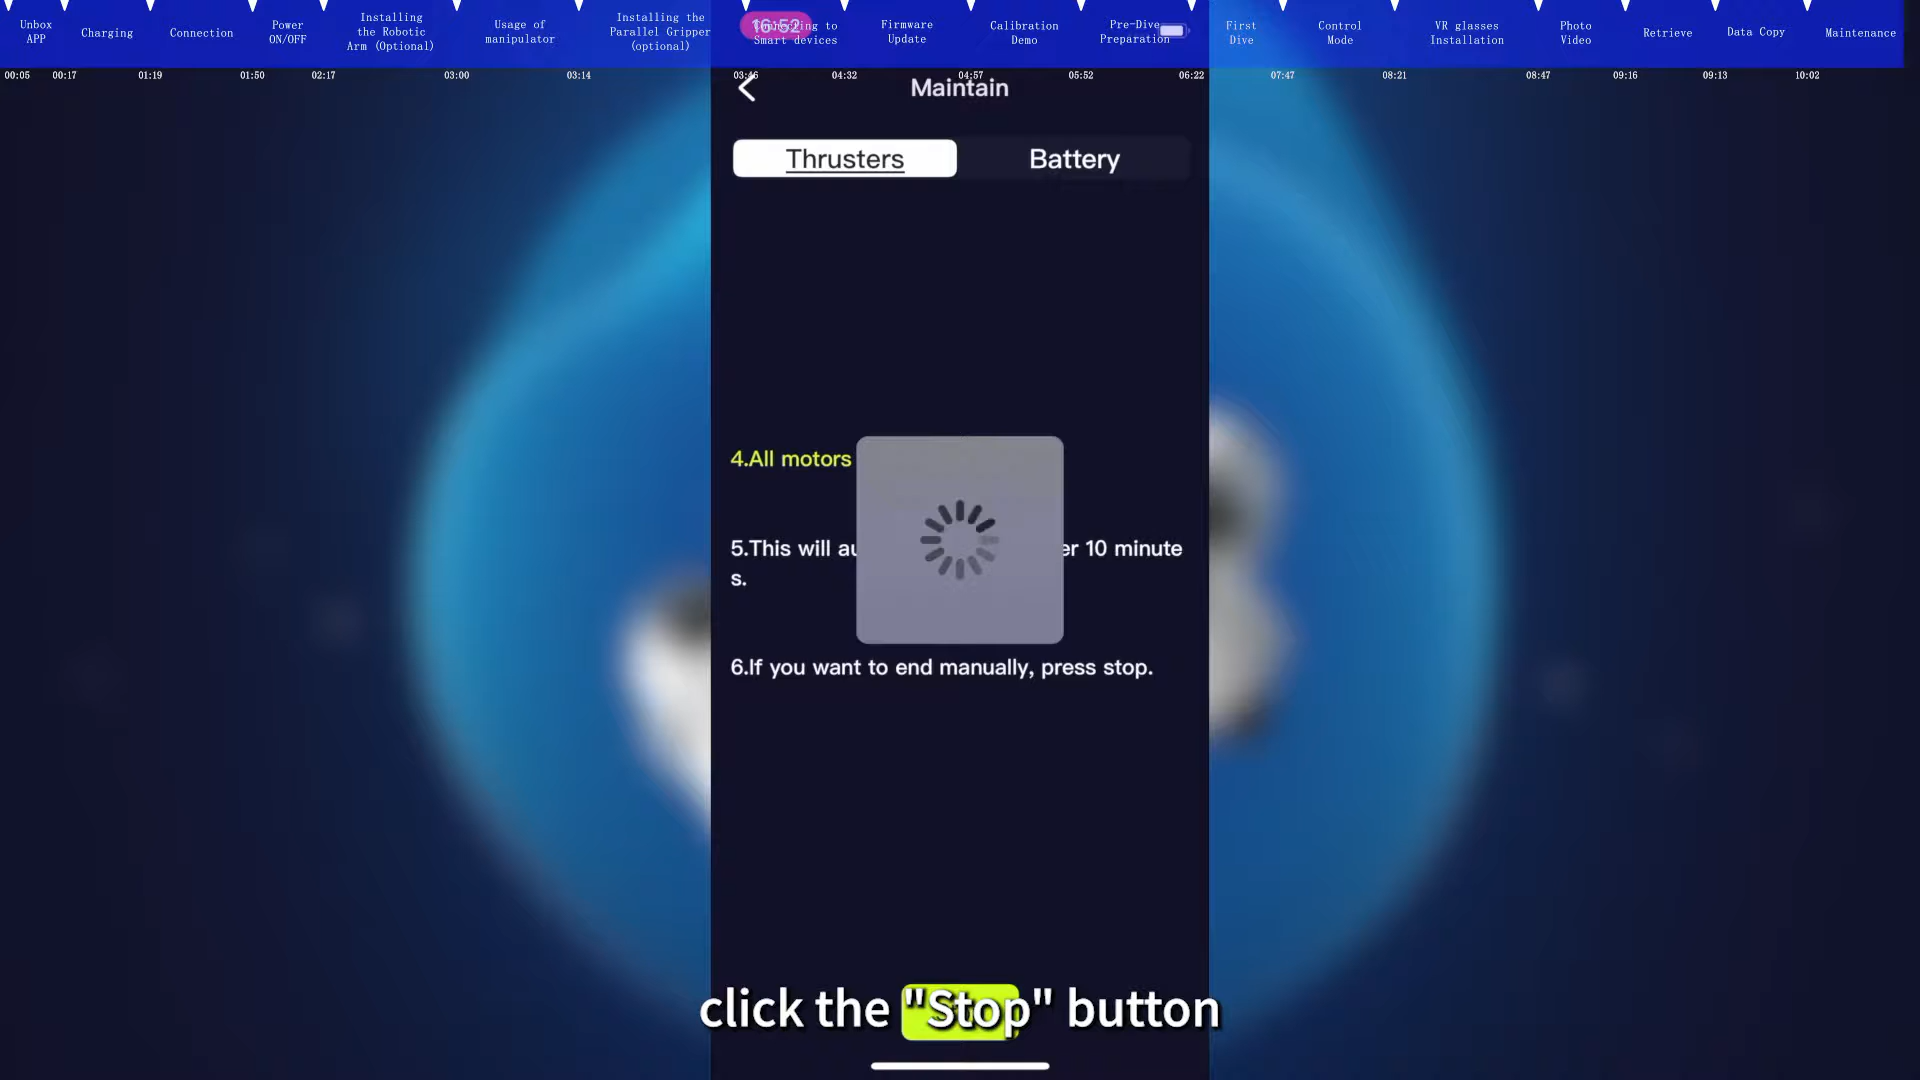 Unbox
APP
Charging
Connection
Power
ON/OFF
Installing
the Robotic
Arm (Optional)
Usage of
manipulator
Installing the
Parallel Gripper
(optional)
16:52
to
Smart devices
Firmware
Update
Calibration
Demo
Pre-Dive
Preparation
First
Dive
Control
Mode
VR glasses
Installation
Photo
Video
Retrieve
Data Copy
Maintenance
00:05 00:17 01:19 01:50 02:17 03:00 03:14 03:46 04:32 04:57 05:52 06:22 07:47 08:21 08:47 09:16 09:13 10:02
Maintain
Thrusters Battery
4.All motors
5.This will 10 minute
s.
6.If you want to end manually, press stop.
click the "Stop" button